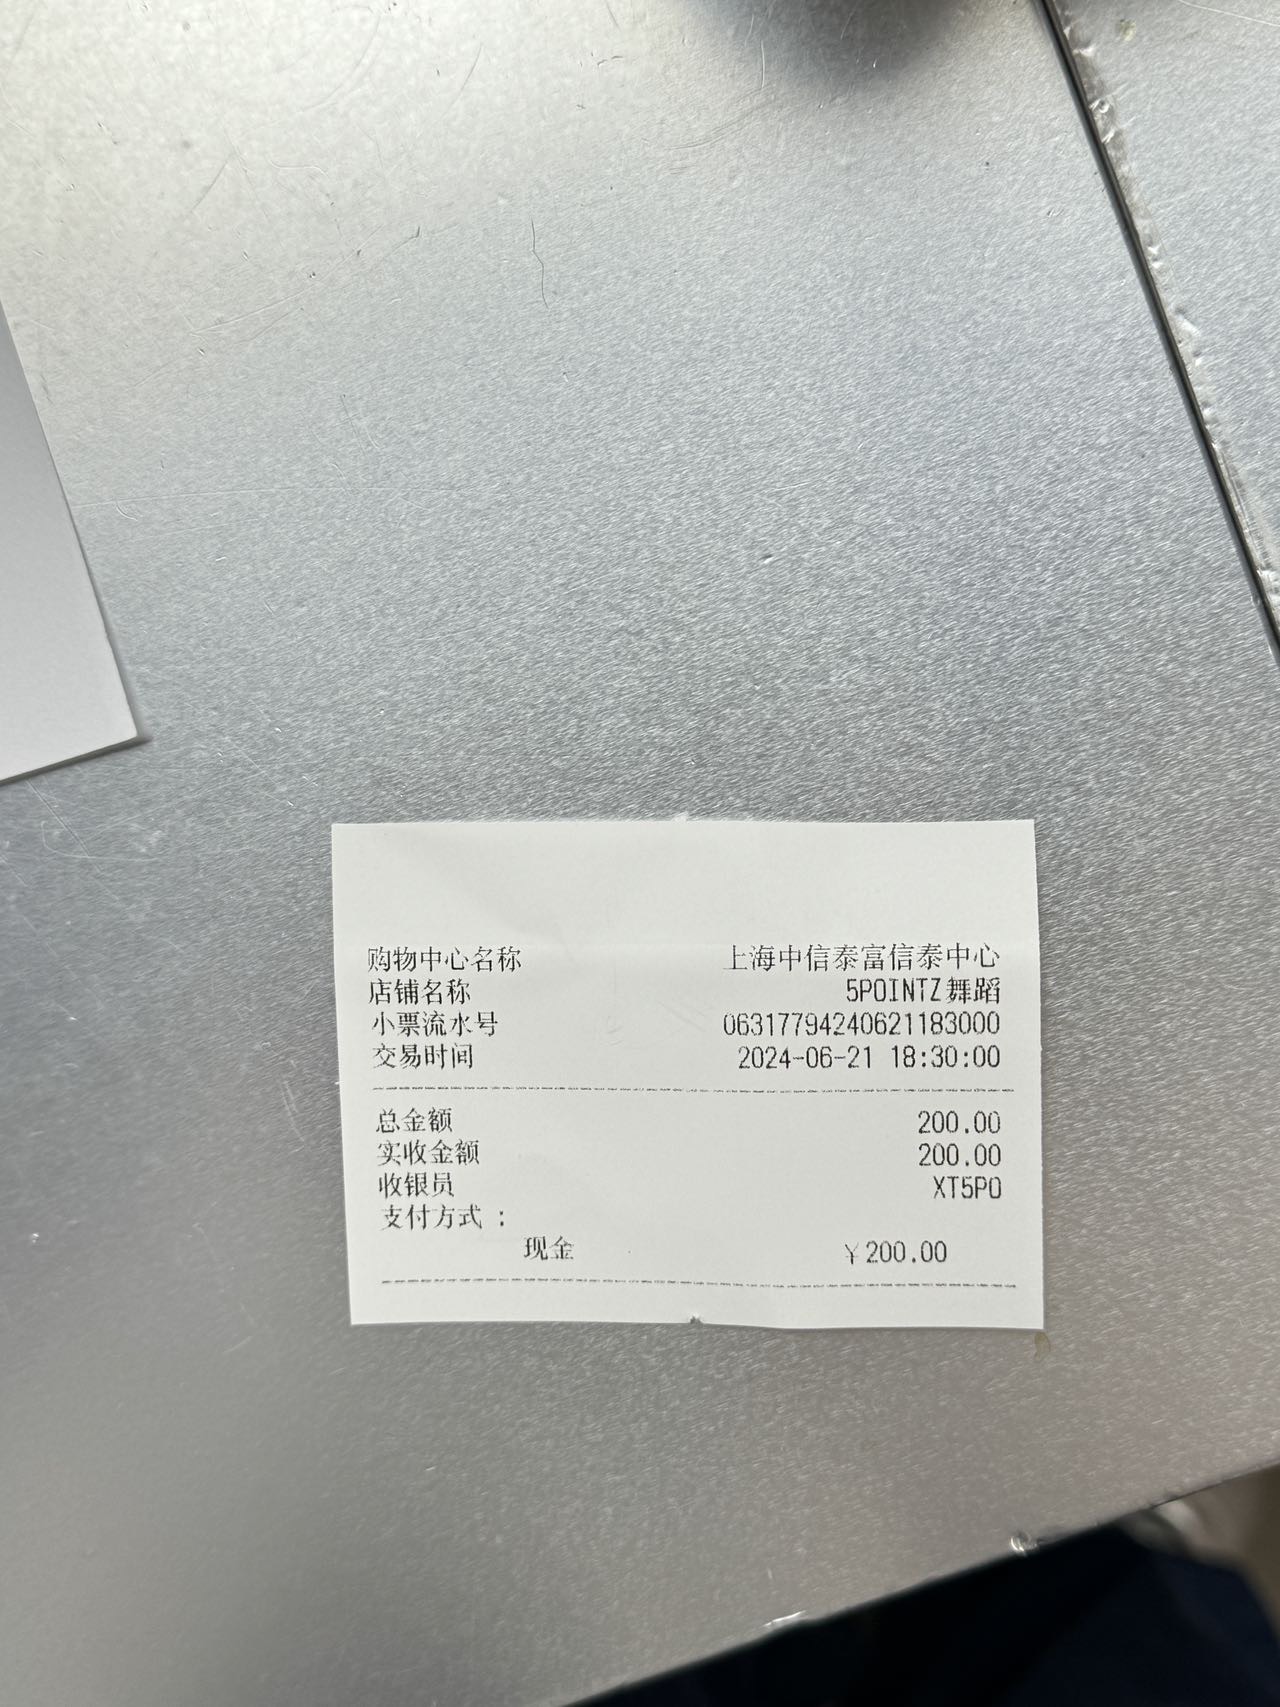 购物中心名称 上海中信泰富信泰中心
店铺名称 5POINTZ舞蹈
小票流水号 06317794240621183000
交易时间 2024-06-21 18:30:00
总金额 200.00
实收金额 200.00
收银员 XT5PO
支付方式：
现金 ￥200.00